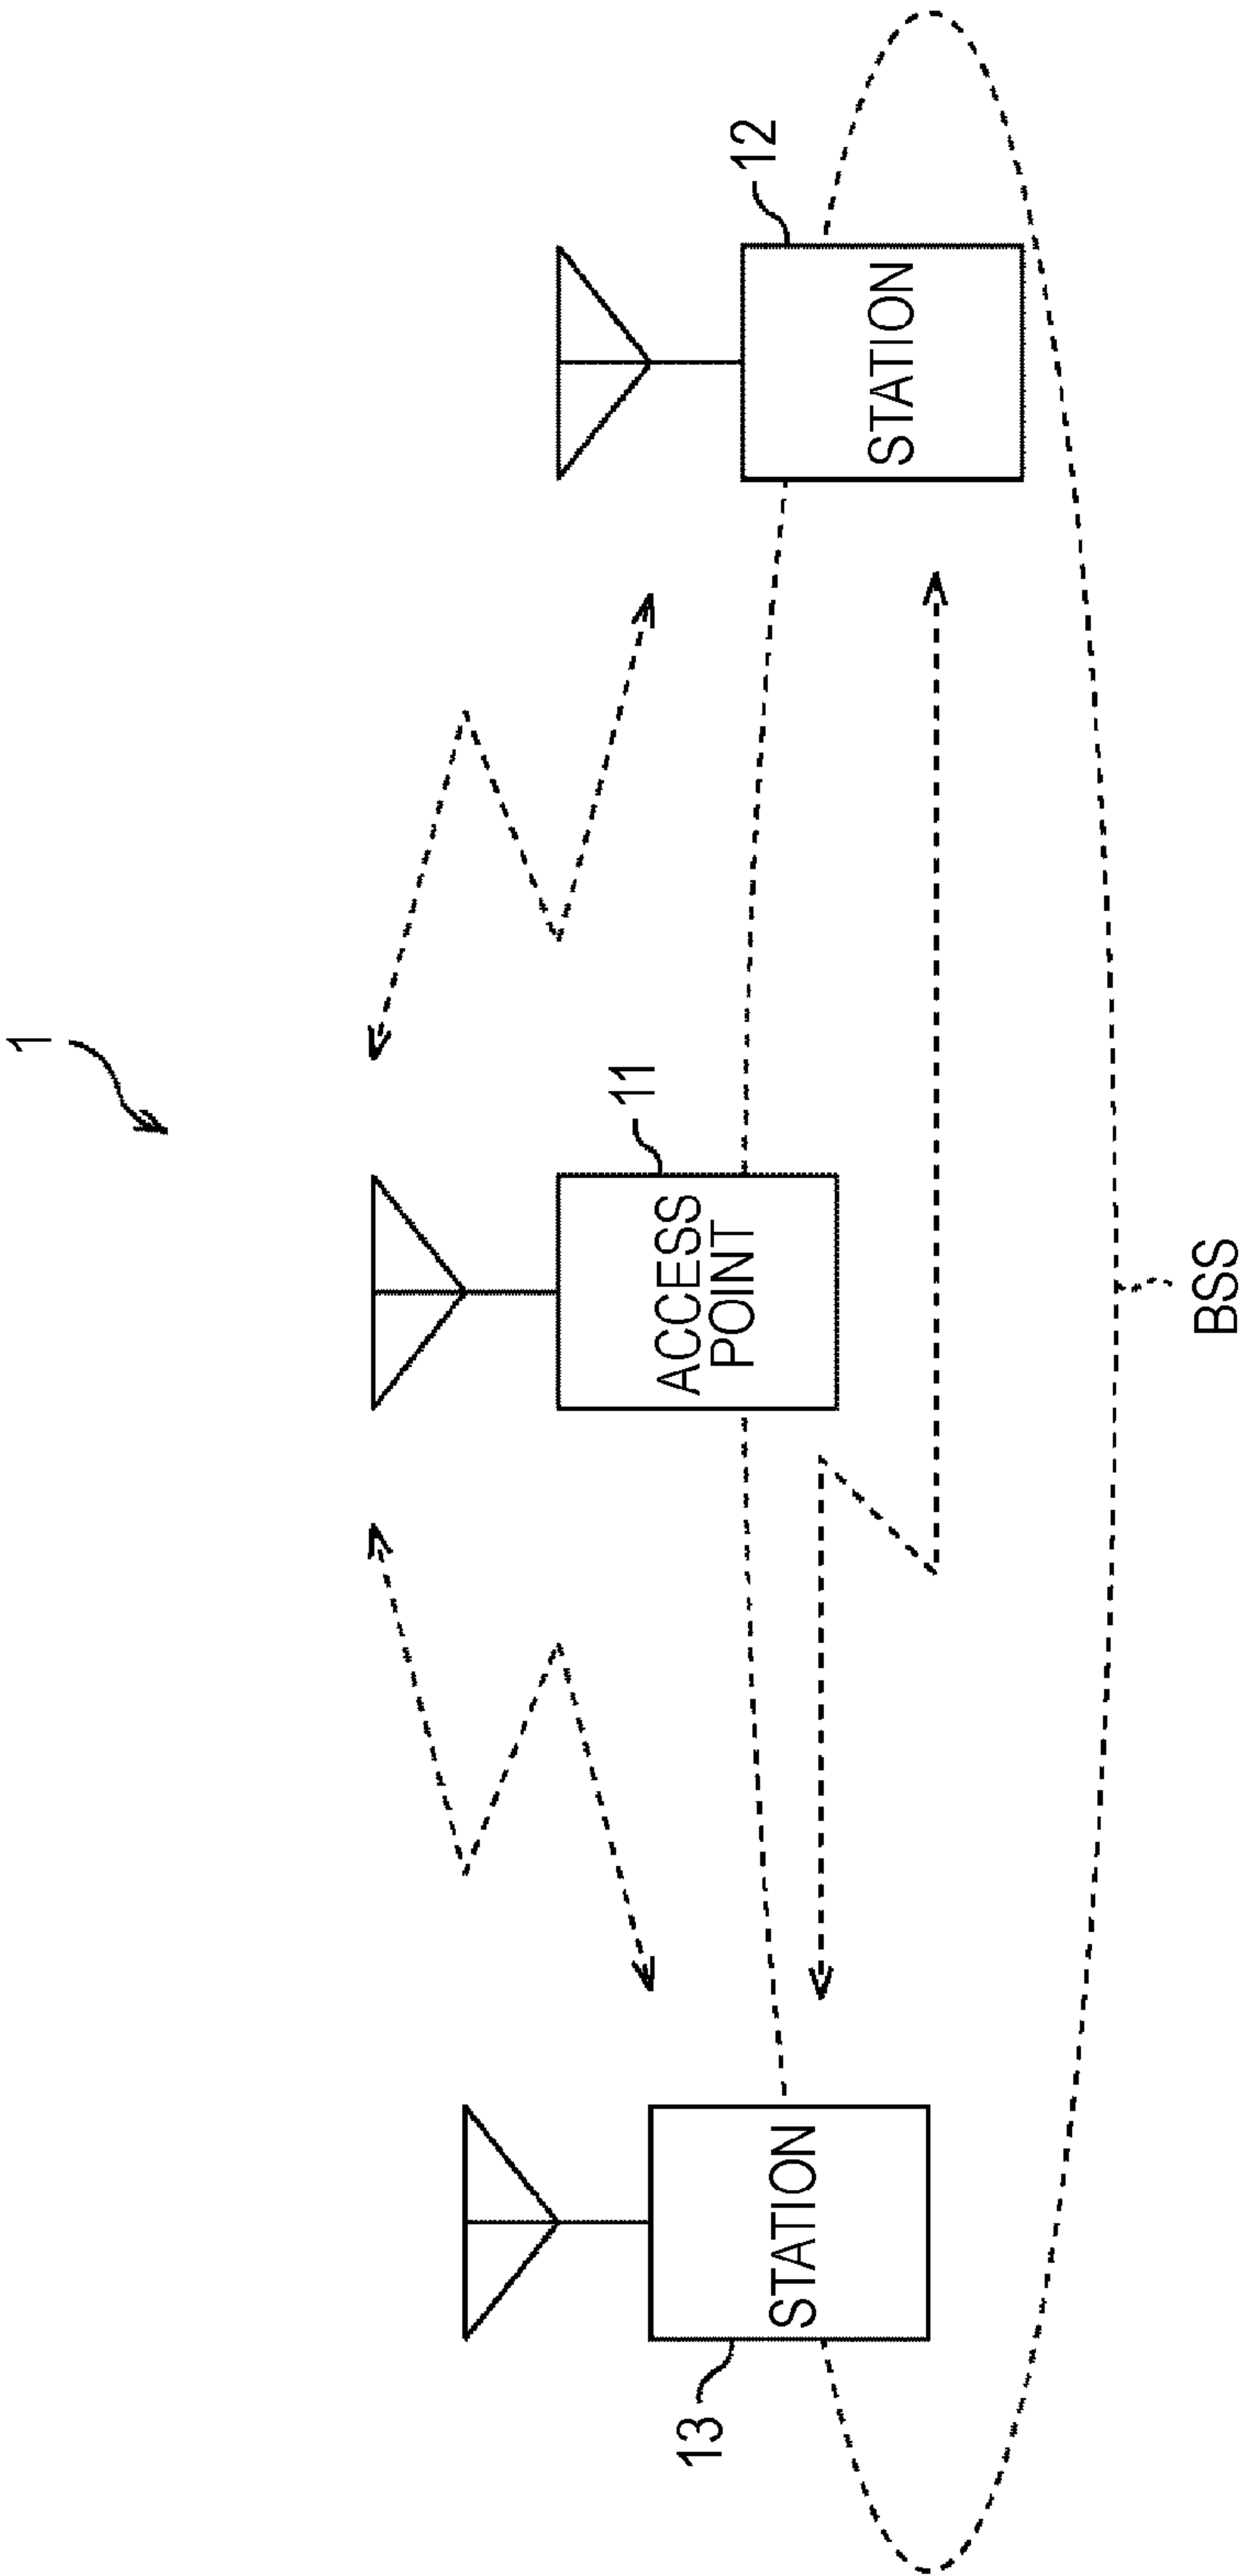 1
11
ACCESS
POINT
12
STATION
13
STATION
BSS